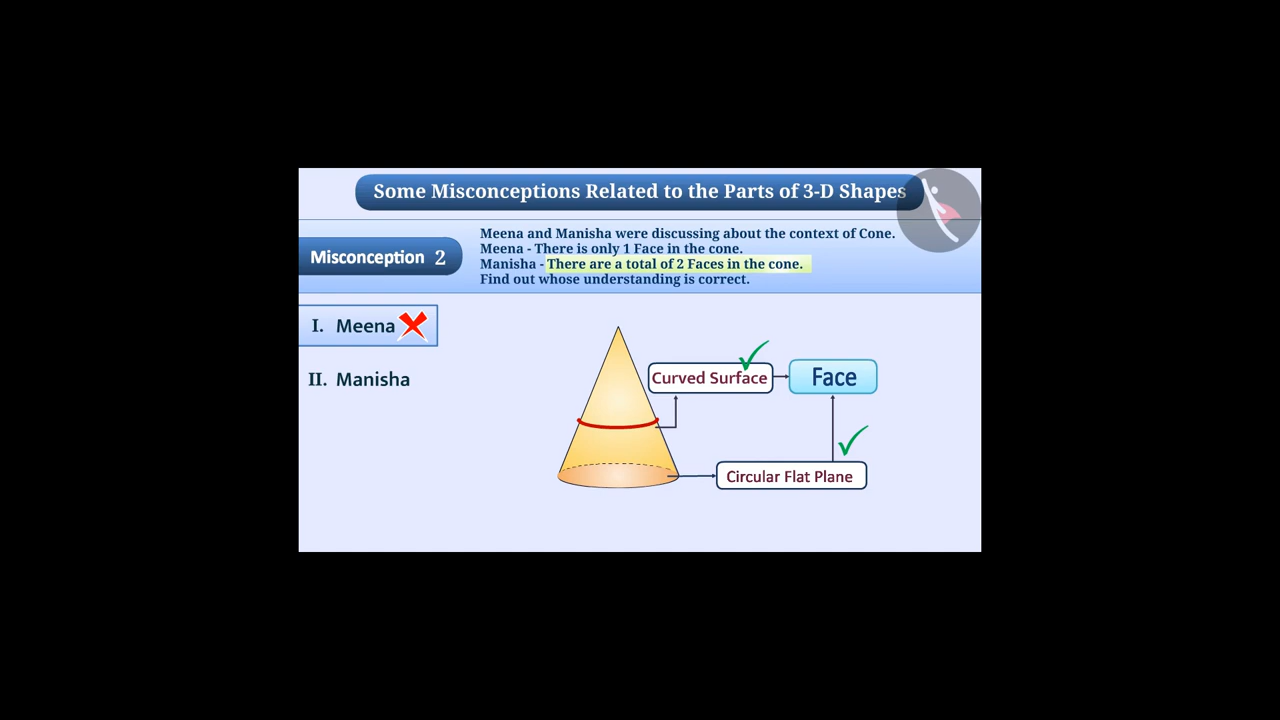 Some Misconceptions Related to the Parts of 3-D Shapes
Misconception 2
Meena and Manisha were discussing about the context of Cone.
Meena - There is only 1 Face in the cone.
Manisha - There are a total of 2 Faces in the cone.
Find out whose understanding is correct.
I. Meena
II. Manisha
Curved Surface
Face
Circular Flat Plane